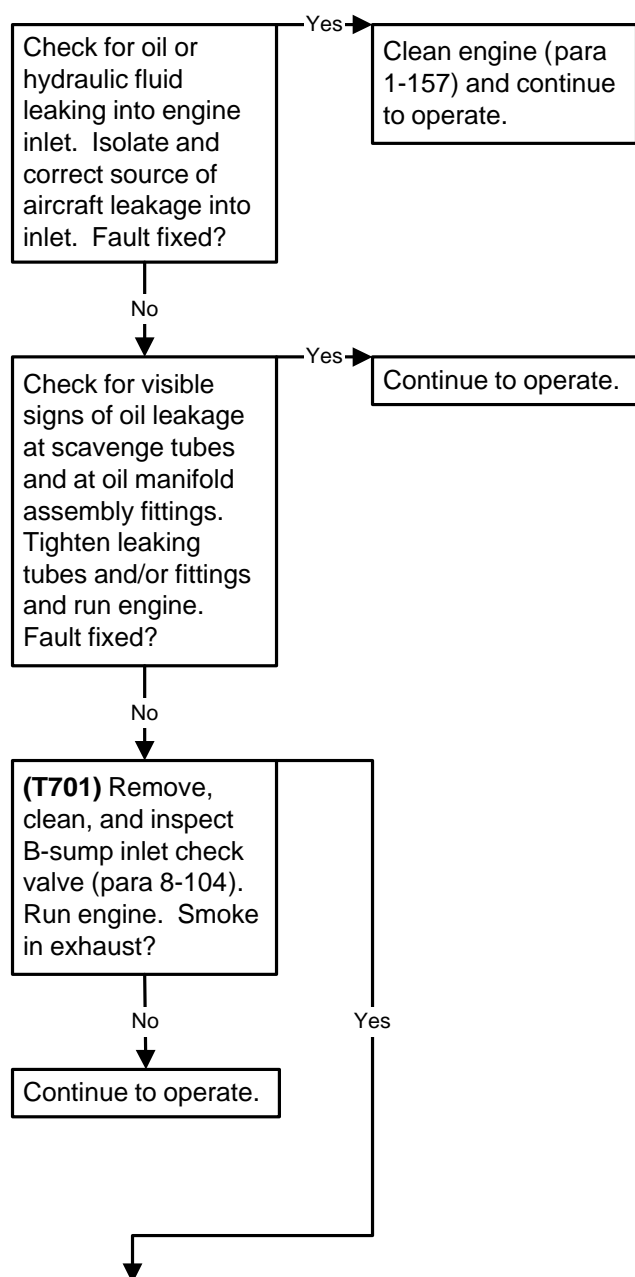 Check for oil or
hydraulic fluid
leaking into engine
inlet.  Isolate and
correct source of
aircraft leakage into
inlet.  Fault fixed?
Yes
Clean engine (para
1-157) and continue
to operate.
No
Check for visible
signs of oil leakage
at scavenge tubes
and at oil manifold
assembly fittings.
Tighten leaking
tubes and/or fittings
and run engine.
Fault fixed?
Yes
Continue to operate.
No
(T701) Remove,
clean, and inspect
B-sump inlet check
valve (para 8-104).
Run engine.  Smoke
in exhaust?
No
Yes
Continue to operate.